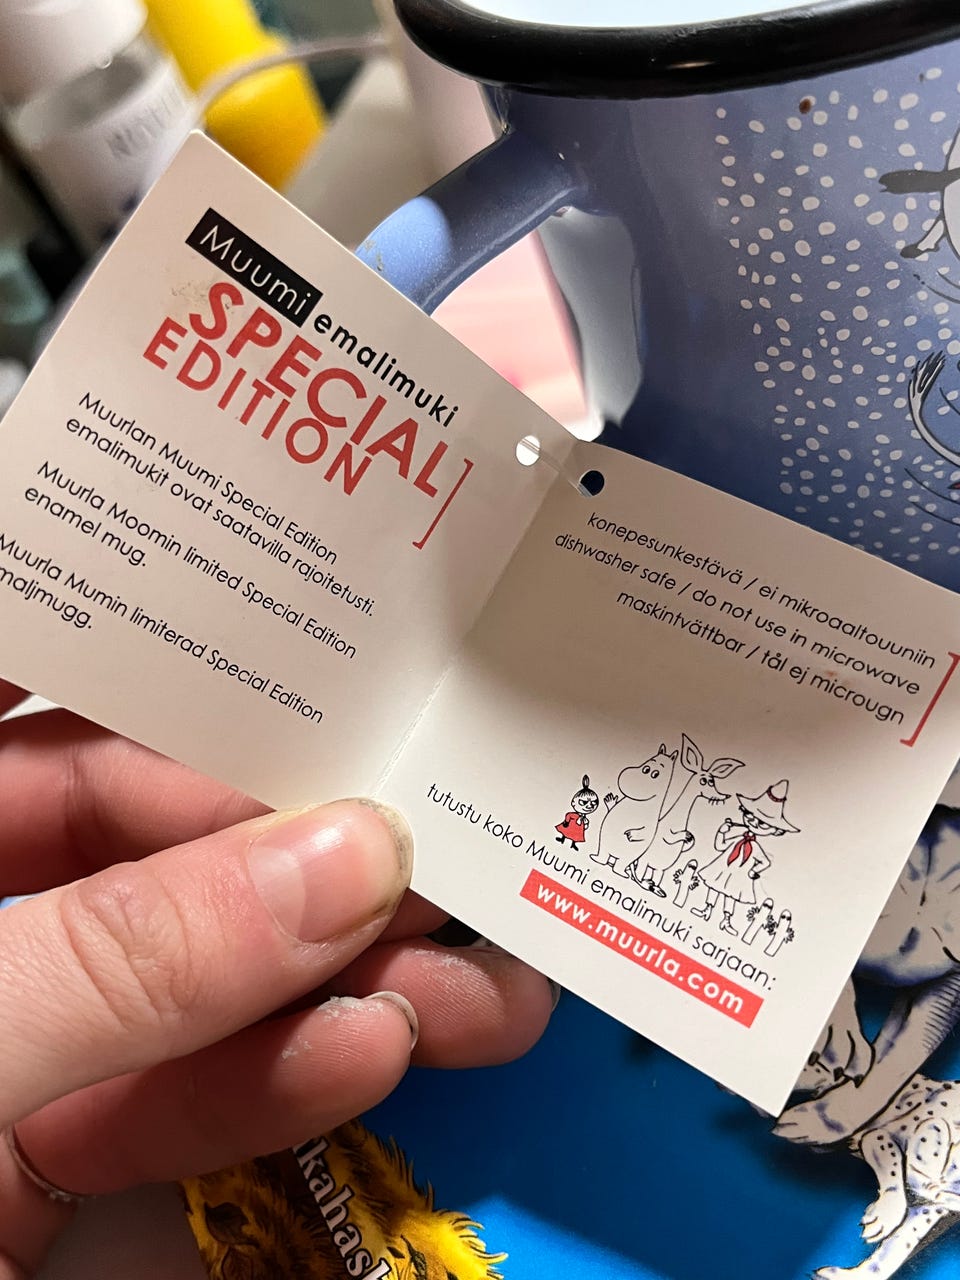 Muumi emalimuki
SPECIAL
EDITION
Muurlan Muumi Special Edition
emalimukit ovat saatavilla rajoitetusti.
Muurla Moomin limited Special Edition
enamel mug.
Muurla Mumin limiterad Special Edition
maljmugg.
konepesunkestävä / ei mikroaaltouuniin
dishwasher safe / do not use in microwave
maskintvättbar / tål ej microugn
tutustu koko Muumi emalimuki sarjaan:
www.muurla.com
kahash